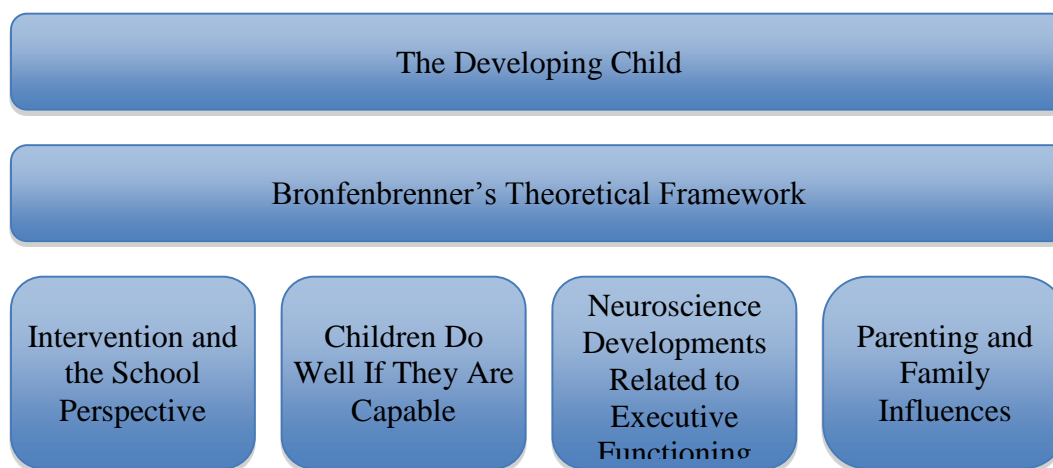 The Developing Child
Bronfenbrenner’s Theoretical Framework
Intervention and
the School
Perspective
Children Do
Well If They Are
Capable
Neuroscience
Developments
Related to
Executive
Functioning
Parenting and
Family
Influences